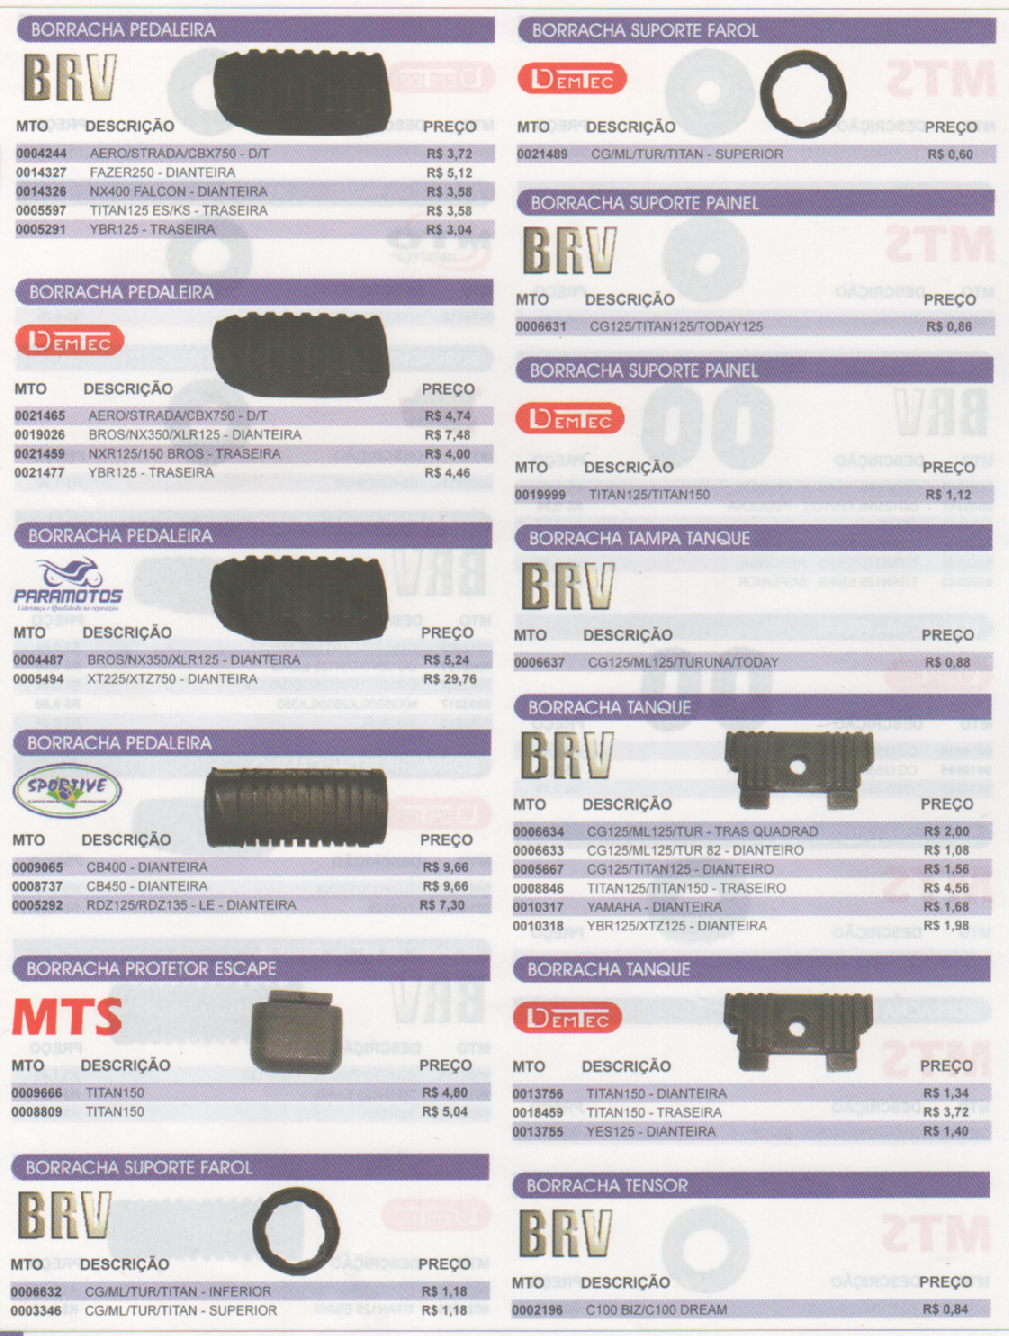 BORRACHA PEDALEIRA
BRV
MTO DESCRIÇÃO PREÇO
0004244 AERO/STRADA/CBX750 - D/T R$ 3,72
0014327 FAZER250 - DIANTEIRA R$ 5,12
0014326 NX400 FALCON - DIANTEIRA R$ 3,58
0005597 TITAN125 ES/KS - TRASEIRA R$ 3,58
0005291 YBR125 - TRASEIRA R$ 3,04
BORRACHA PEDALEIRA
DEMTEC
MTO DESCRIÇÃO PREÇO
0021465 AERO/STRADA/CBX750 - D/T R$ 4,74
0019026 BROS/NX350/XLR125 - DIANTEIRA R$ 7,48
0021459 NXR125/150 BROS - TRASEIRA R$ 4,00
0021477 YBR125 - TRASEIRA R$ 4,46
BORRACHA PEDALEIRA
PARAMOTOS
Liderança e Qualidade na reposição
MTO DESCRIÇÃO PREÇO
0004487 BROS/NX350/XLR125 - DIANTEIRA R$ 5,24
0005494 XT225/XTZ750 - DIANTEIRA R$ 29,76
BORRACHA PEDALEIRA
SPORTIVE
MTO DESCRIÇÃO PREÇO
0009065 CB400 - DIANTEIRA R$ 9,66
0008737 CB450 - DIANTEIRA R$ 9,66
0005292 RDZ125/RDZ135 - LE - DIANTEIRA R$ 7,30
BORRACHA PROTETOR ESCAPE
MTS
MTO DESCRIÇÃO PREÇO
0009666 TITAN150 R$ 4,80
0008809 TITAN150 R$ 5,04
BORRACHA SUPORTE FAROL
BRV
MTO DESCRIÇÃO PREÇO
0006632 CG/ML/TUR/TITAN - INFERIOR R$ 1,18
0003346 CG/ML/TUR/TITAN - SUPERIOR R$ 1,18
BORRACHA SUPORTE FAROL
DEMTEC
MTO DESCRIÇÃO PREÇO
0021489 CG/ML/TUR/TITAN - SUPERIOR R$ 0,60
BORRACHA SUPORTE PAINEL
BRV
MTO DESCRIÇÃO PREÇO
0006631 CG125/TITAN125/TODAY125 R$ 0,86
BORRACHA SUPORTE PAINEL
DEMTEC
MTO DESCRIÇÃO PREÇO
0019999 TITAN125/TITAN150 R$ 1,12
BORRACHA TAMPA TANQUE
BRV
MTO DESCRIÇÃO PREÇO
0006637 CG125/ML125/TURUNA/TODAY R$ 0,88
BORRACHA TANQUE
BRV
MTO DESCRIÇÃO PREÇO
0006634 CG125/ML125/TUR - TRAS QUADRAD R$ 2,00
0006633 CG125/ML125/TUR 82 - DIANTEIRO R$ 1,08
0005667 CG125/TITAN125 - DIANTEIRO R$ 1,56
0008846 TITAN125/TITAN150 - TRASEIRO R$ 4,56
0010317 YAMAHA - DIANTEIRA R$ 1,68
0010318 YBR125/XTZ125 - DIANTEIRA R$ 1,98
BORRACHA TANQUE
DEMTEC
MTO DESCRIÇÃO PREÇO
0013756 TITAN150 - DIANTEIRA R$ 1,34
0018459 TITAN150 - TRASEIRA R$ 3,72
0013755 YES125 - DIANTEIRA R$ 1,40
BORRACHA TENSOR
BRV
MTO DESCRIÇÃO PREÇO
0002196 C100 BIZ/C100 DREAM R$ 0,84